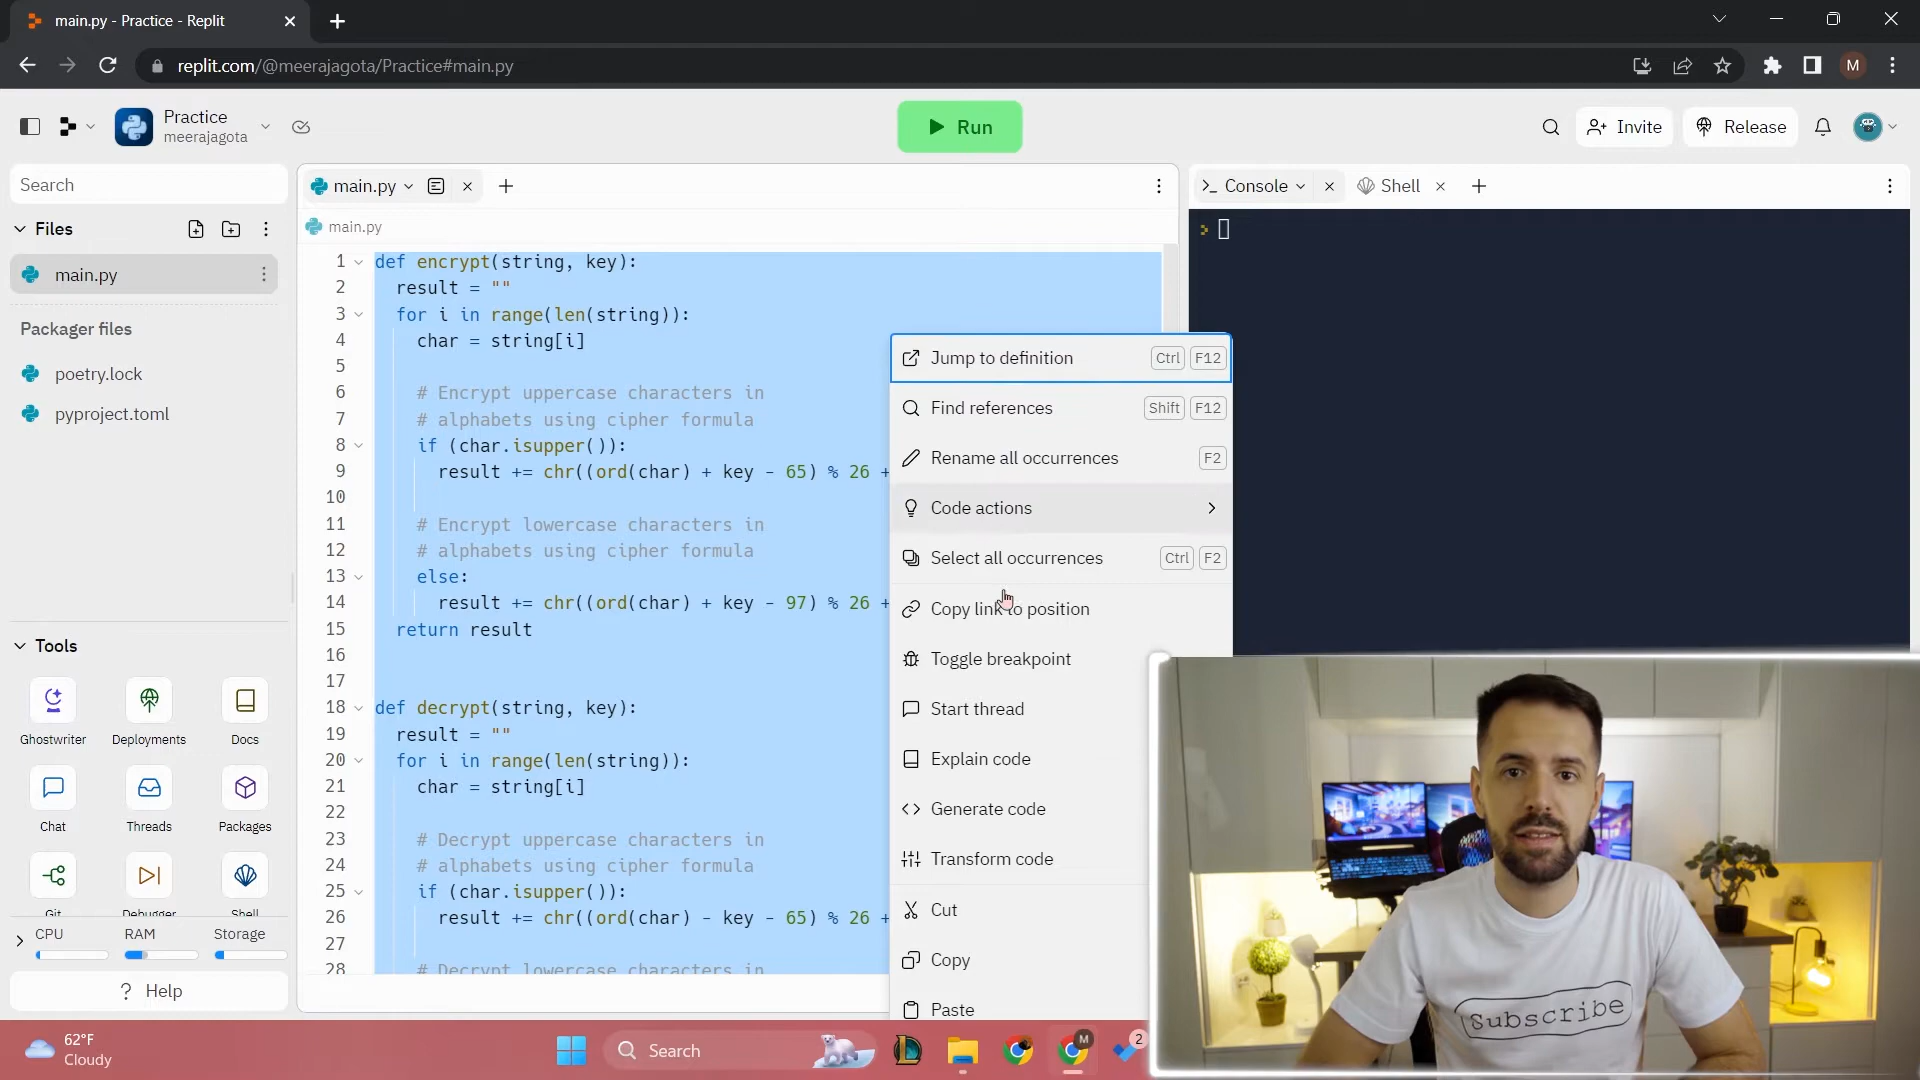 main.py - Practice - Replit
replit.com/@meerajagota/Practice#main.py
M
Practice
meerajagota
Run
Invite
Release
Search
Files
main.py
Packager files
poetry.lock
pyproject.toml
Tools
Ghostwriter
Deployments
Docs
Chat
Threads
Packages
Git
Debugger
Shell
CPU
RAM
Storage
? Help
main.py
main.py
1 def encrypt(string, key):
2 result = ""
3 for i in range(len(string)):
4 char = string[i]
5
6 # Encrypt uppercase characters in
7 # alphabets using cipher formula
8 if (char.isupper()):
9 result += chr((ord(char) + key - 65) % 26 +
10
11 # Encrypt lowercase characters in
12 # alphabets using cipher formula
13 else:
14 result += chr((ord(char) + key - 97) % 26 +
15 return result
16
17
18 def decrypt(string, key):
19 result = ""
20 for i in range(len(string)):
21 char = string[i]
22
23 # Decrypt uppercase characters in
24 # alphabets using cipher formula
25 if (char.isupper()):
26 result += chr((ord(char) - key - 65) % 26 +
27
28 # Decrypt lowercase characters in
Jump to definition Ctrl F12
Find references Shift F12
Rename all occurrences F2
Code actions
Select all occurrences Ctrl F2
Copy link to position
Toggle breakpoint
Start thread
Explain code
Generate code
Transform code
Cut
Copy
Paste
Console
Shell
Subscribe
62°F
Cloudy
Search
M
2